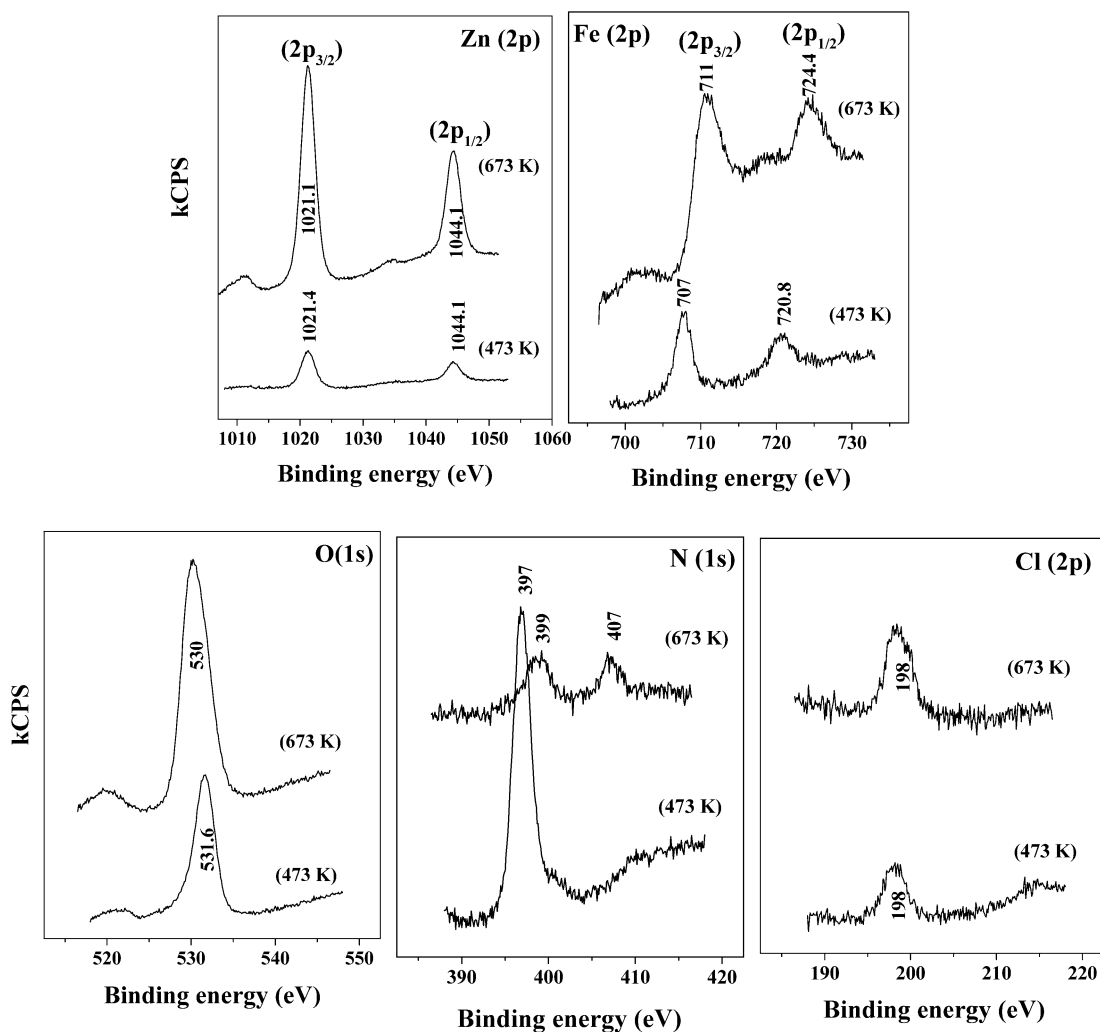 Zn (2p)
(2p3/2)
(2p1/2)
(673 K)
1021.1
1044.1
1021.4
1044.1
(473 K)
1010 1020 1030 1040 1050 1060
Binding energy (eV)
kCPS
Fe (2p)
(2p3/2)
(2p1/2)
711
724.4
(673 K)
707
720.8
(473 K)
700 710 720 730
Binding energy (eV)
O(1s)
530
(673 K)
531.6
(473 K)
520 530 540 550
Binding energy (eV)
kCPS
N (1s)
397
399
407
(673 K)
(473 K)
390 400 410 420
Binding energy (eV)
Cl (2p)
198
(673 K)
198
(473 K)
190 200 210 220
Binding energy (eV)